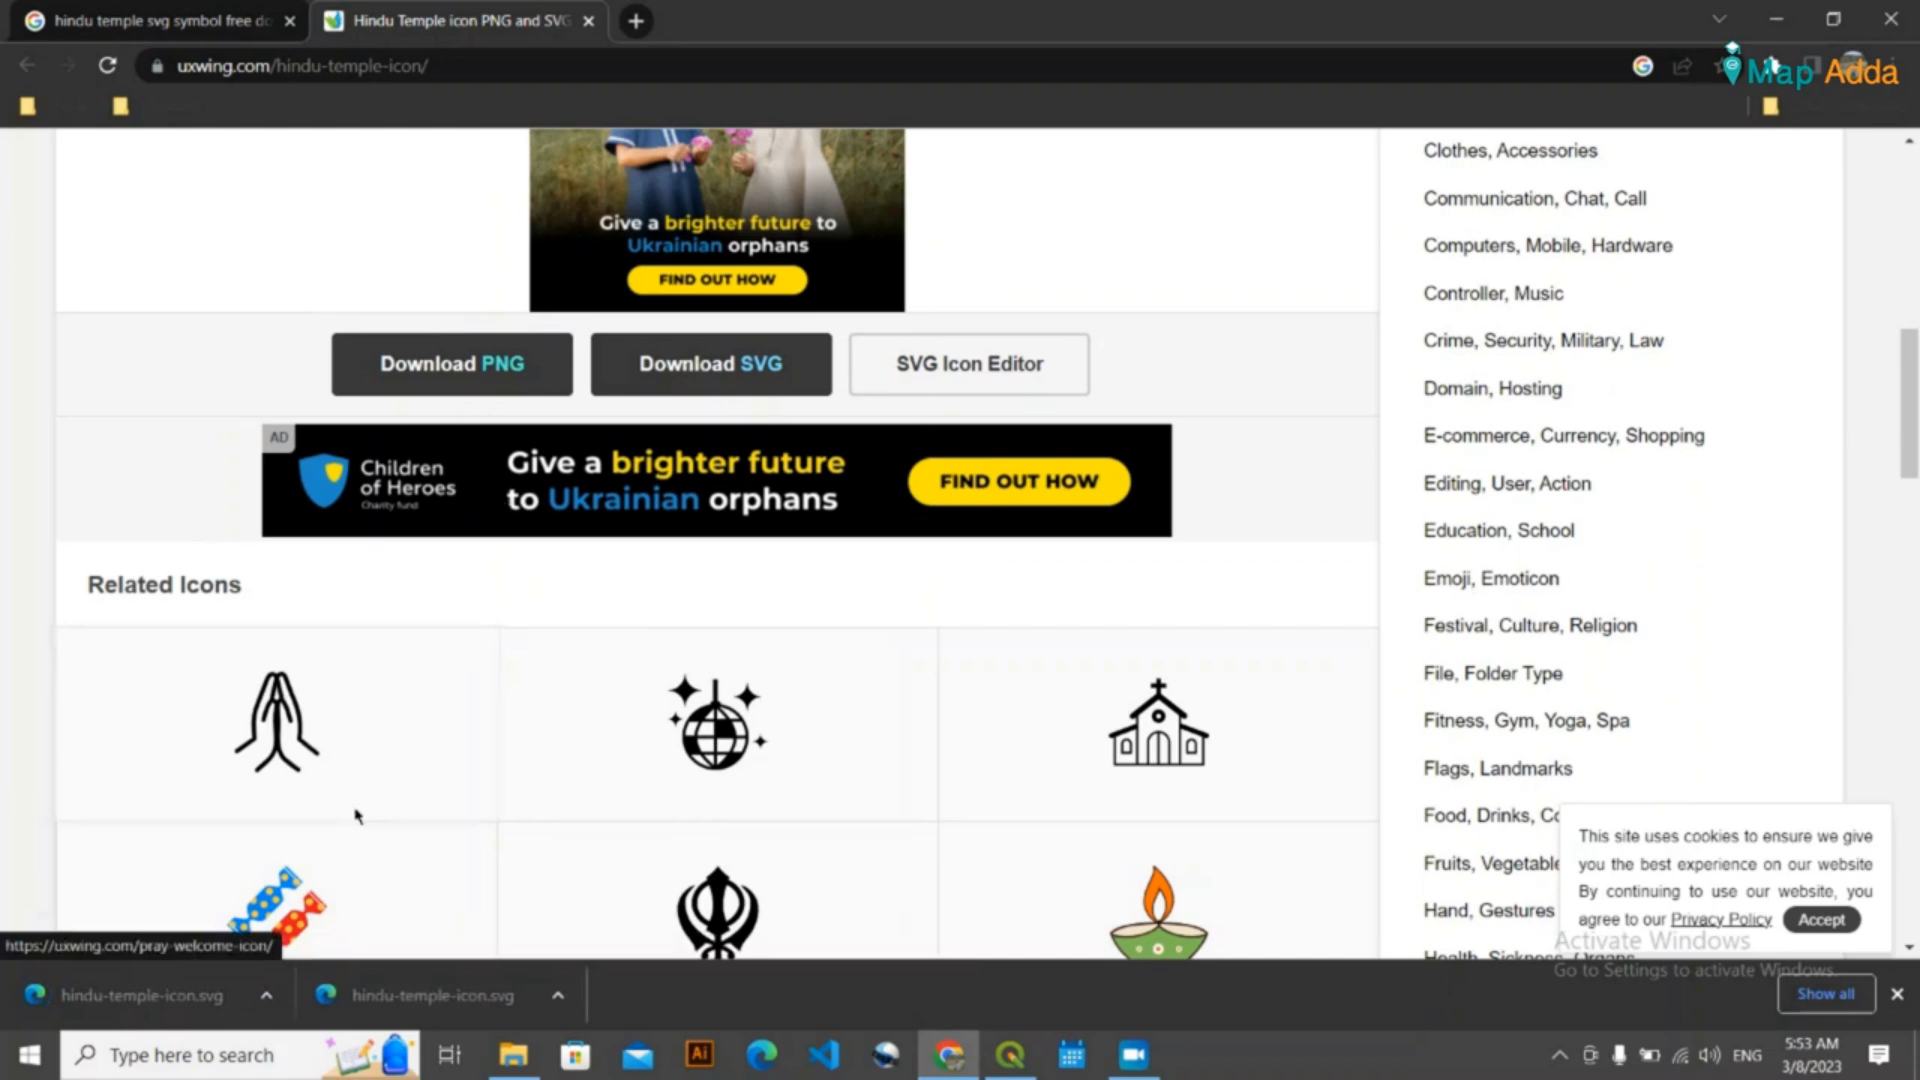 hindu temple svg symbol free do
Hindu Temple icon PNG and SVG
uxwing.com/hindu-temple-icon/
Map Adda
Give a brighter future to
Ukrainian orphans
FIND OUT HOW
Download PNG
Download SVG
SVG Icon Editor
AD
Children
of Heroes
Charity fund
Give a brighter future
to Ukrainian orphans
FIND OUT HOW
Related Icons
Clothes, Accessories
Communication, Chat, Call
Computers, Mobile, Hardware
Controller, Music
Crime, Security, Military, Law
Domain, Hosting
E-commerce, Currency, Shopping
Editing, User, Action
Education, School
Emoji, Emoticon
Festival, Culture, Religion
File, Folder Type
Fitness, Gym, Yoga, Spa
Flags, Landmarks
Food, Drinks, Co
Fruits, Vegetable
Hand, Gestures
Health, Sickness, Organs
This site uses cookies to ensure we give
you the best experience on our website
By continuing to use our website, you
agree to our Privacy Policy
Accept
Activate Windows
Go to Settings to activate Windows.
https://uxwing.com/pray-welcome-icon/
hindu-temple-icon.svg
hindu-temple-icon.svg
Show all
Type here to search
Ai
ENG
5:53 AM
3/8/2023